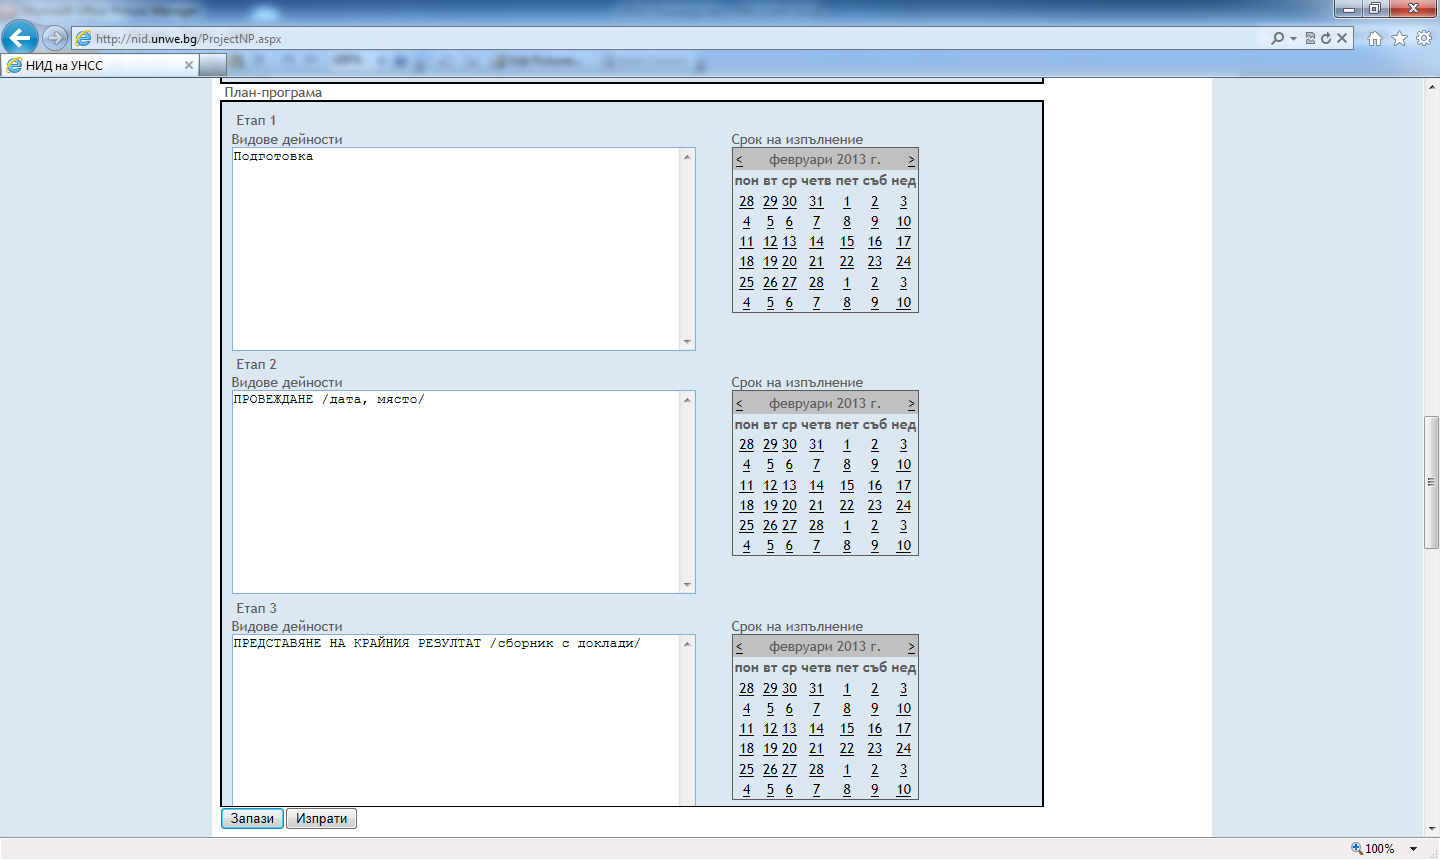 http://nid.unwe.bg/ProjectNP.aspx
НИД на УНСС
План-програма
Етап 1
Видове дейности
Срок на изпълнение
Подготовка
< февруари 2013 г. >
пон вт ср четв пет съб нед
28 29 30 31 1 2 3
4 5 6 7 8 9 10
11 12 13 14 15 16 17
18 19 20 21 22 23 24
25 26 27 28 1 2 3
4 5 6 7 8 9 10
Етап 2
Видове дейности
Срок на изпълнение
ПРОВЕЖДАНЕ /дата, място/
< февруари 2013 г. >
пон вт ср четв пет съб нед
28 29 30 31 1 2 3
4 5 6 7 8 9 10
11 12 13 14 15 16 17
18 19 20 21 22 23 24
25 26 27 28 1 2 3
4 5 6 7 8 9 10
Етап 3
Видове дейности
Срок на изпълнение
ПРЕДСТАВЯНЕ НА КРАЙНИЯ РЕЗУЛТАТ /сборник с доклади/
< февруари 2013 г. >
пон вт ср четв пет съб нед
28 29 30 31 1 2 3
4 5 6 7 8 9 10
11 12 13 14 15 16 17
18 19 20 21 22 23 24
25 26 27 28 1 2 3
4 5 6 7 8 9 10
Запази Изпрати
100%